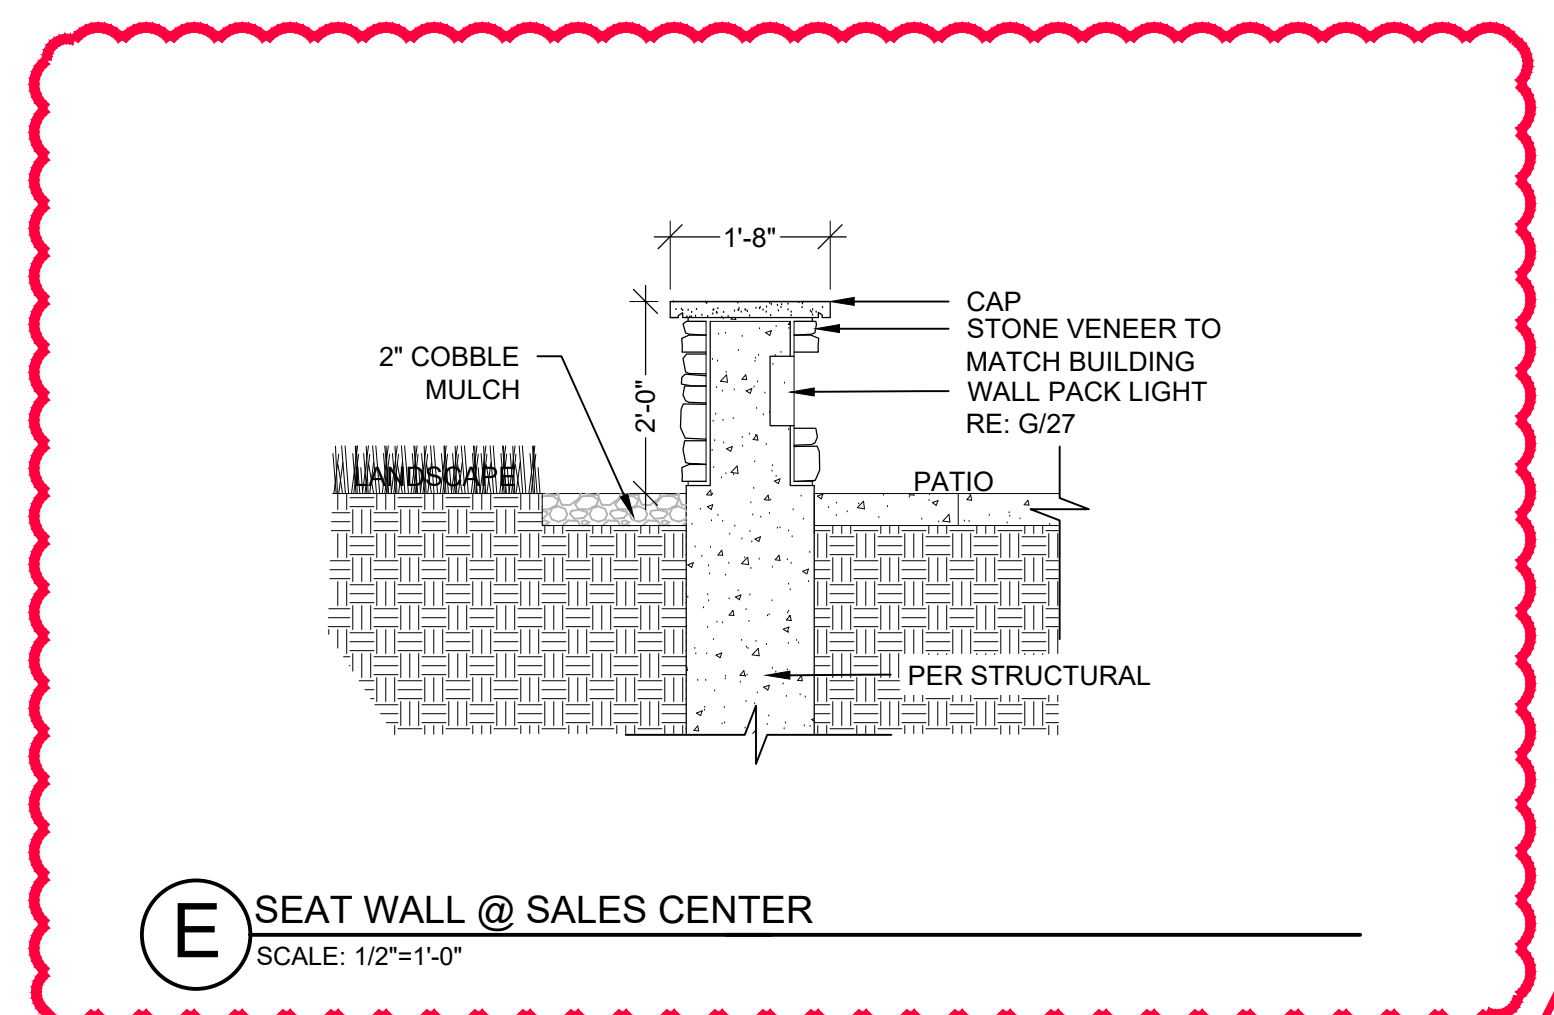 1'-8"
CAP
STONE VENEER TO
MATCH BUILDING
WALL PACK LIGHT
RE: G/27
2" COBBLE
MULCH
2'-0"
LANDSCAPE
PATIO
PER STRUCTURAL
E
SEAT WALL @ SALES CENTER
SCALE: 1/2"=1'-0"